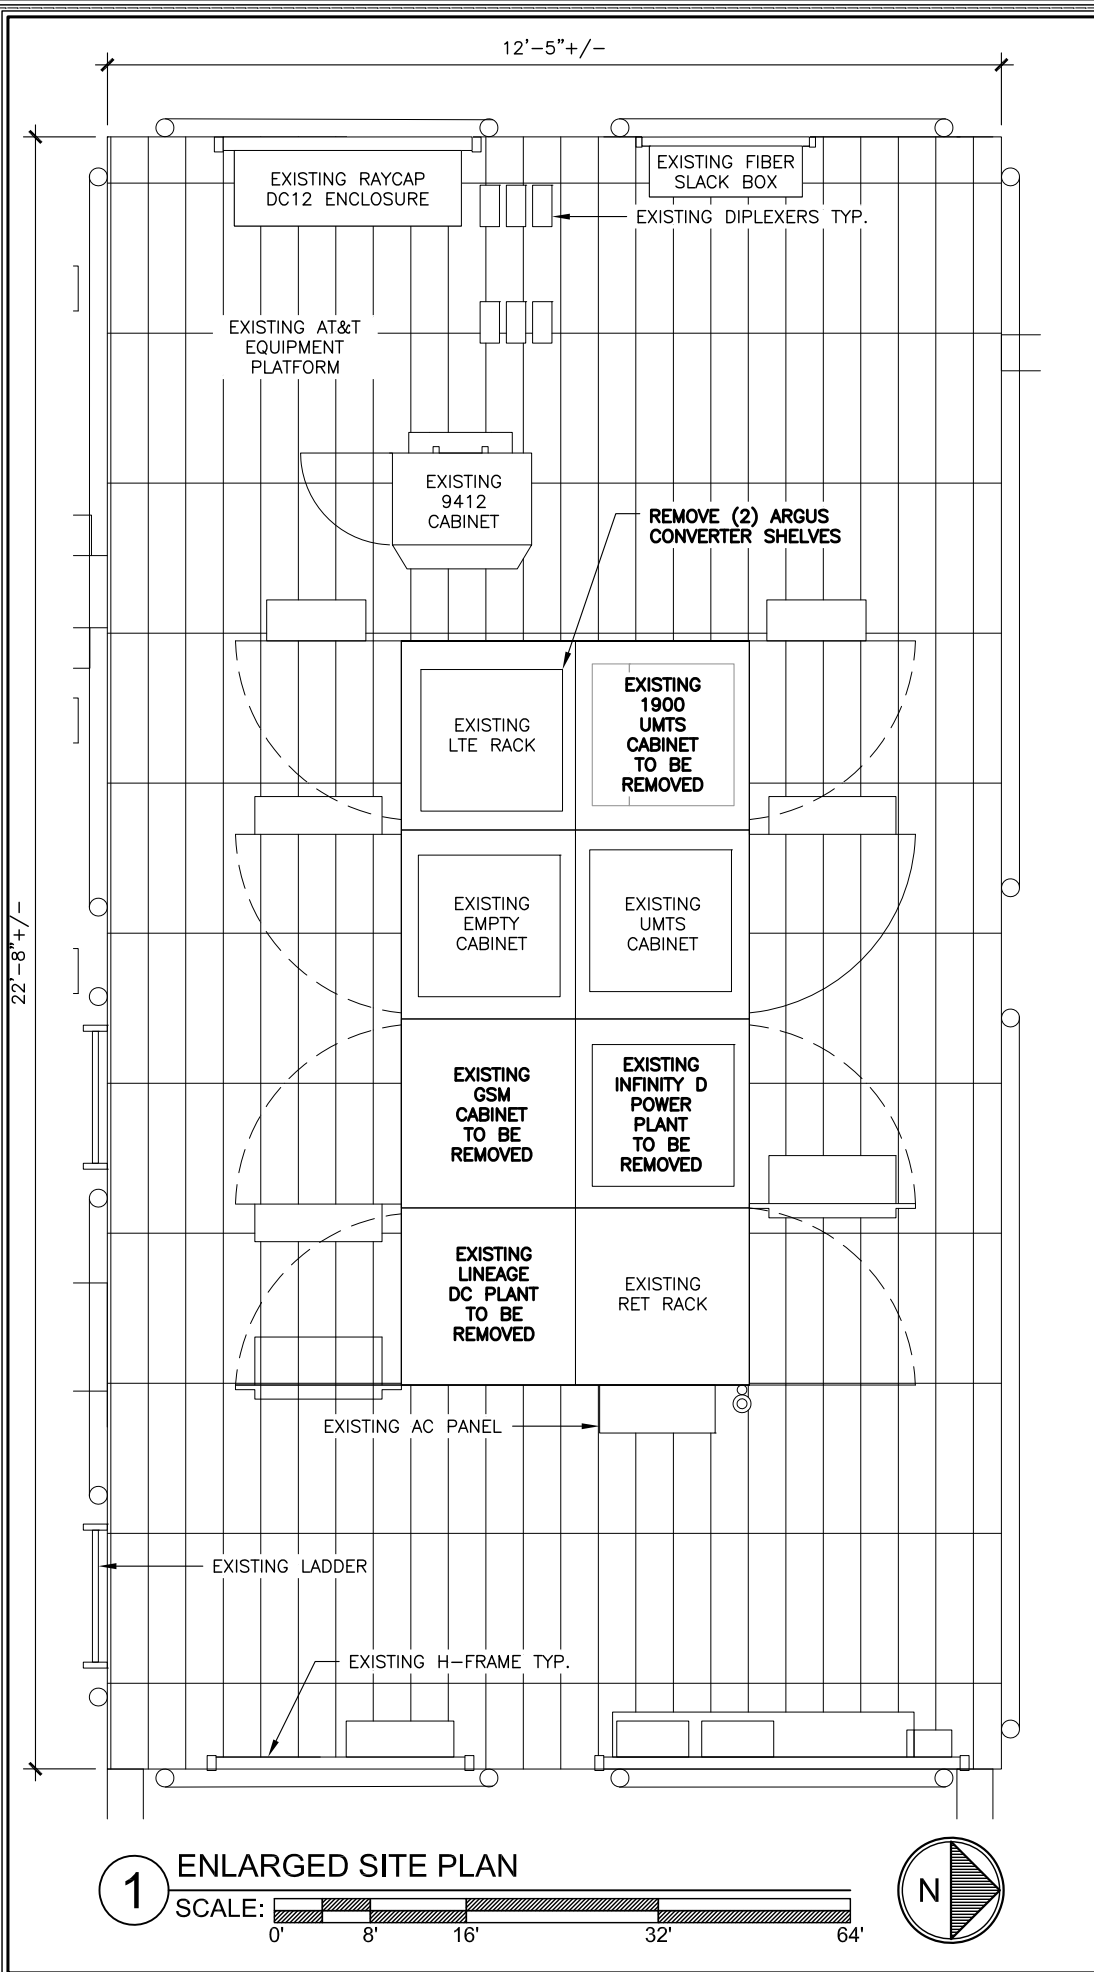 12'-5"+/-
EXISTING RAYCAP
DC12 ENCLOSURE
EXISTING FIBER
SLACK BOX
EXISTING DIPLEXERS TYP.
EXISTING AT&T
EQUIPMENT
PLATFORM
EXISTING
9412
CABINET
REMOVE (2) ARGUS
CONVERTER SHELVES
EXISTING
LTE RACK
EXISTING
1900
UMTS
CABINET
TO BE
REMOVED
EXISTING
EMPTY
CABINET
EXISTING
UMTS
CABINET
22'-8"+/-
EXISTING
GSM
CABINET
TO BE
REMOVED
EXISTING
INFINITY D
POWER
PLANT
TO BE
REMOVED
EXISTING
LINEAGE
DC PLANT
TO BE
REMOVED
EXISTING
RET RACK
EXISTING AC PANEL
EXISTING LADDER
EXISTING H-FRAME TYP.
1
ENLARGED SITE PLAN
SCALE:
0' 8' 16' 32' 64'
N